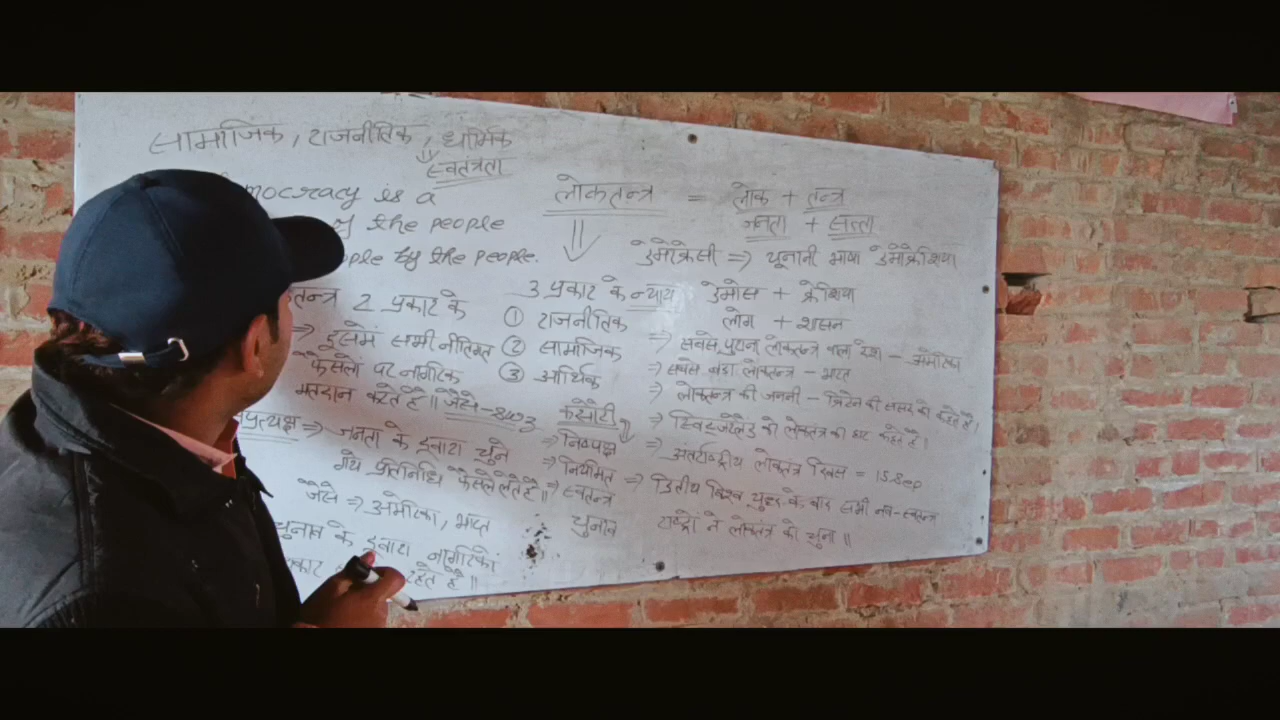 सामाजिक, राजनीतिक, धार्मिक
स्वतंत्रता
mocracy is a
of the people
ople by the people.
तन्त्र 2 प्रकार के
⇒ इसमें सभी नीतिगत
फैसलों पर नागरिक
मतदान करते है॥ जैसे-
अप्रत्यक्ष ⇒ जनता के द्वारा चुने
गये प्रतिनिधि फैसले लेते है॥
जैसे ⇒ अमेरिका, भारत
चुनाव के द्वारा नागरिकों
कहते है॥
लोकतन्त्र = लोक + तन्त्र
जनता + सत्ता
3 प्रकार के न्याय
① राजनीतिक
② सामाजिक
③ आर्थिक
कसौटी
⇒ निष्पक्ष
⇒ नियमित
⇒ स्वतन्त्र
चुनाव
डेमोक्रेसी ⇒ यूनानी भाषा डेमोक्रेशिया
डेमोस + क्रेशिया
लोग + शासन
⇒ सबसे पुराना लोकतन्त्र वाला देश - अमेरिका
⇒ सबसे बड़ा लोकतन्त्र - भारत
⇒ लोकतन्त्र की जननी - ब्रिटेन की संसद को कहते है।
⇒ स्विट्जरलैंड को लोकतन्त्र का घर कहते है।
⇒ अंतर्राष्ट्रीय लोकतंत्र दिवस = 15 Sep
⇒ द्वितीय विश्व युद्ध के बाद सभी नव-स्वतन्त्र
राष्ट्रों ने लोकतंत्र को चुना॥